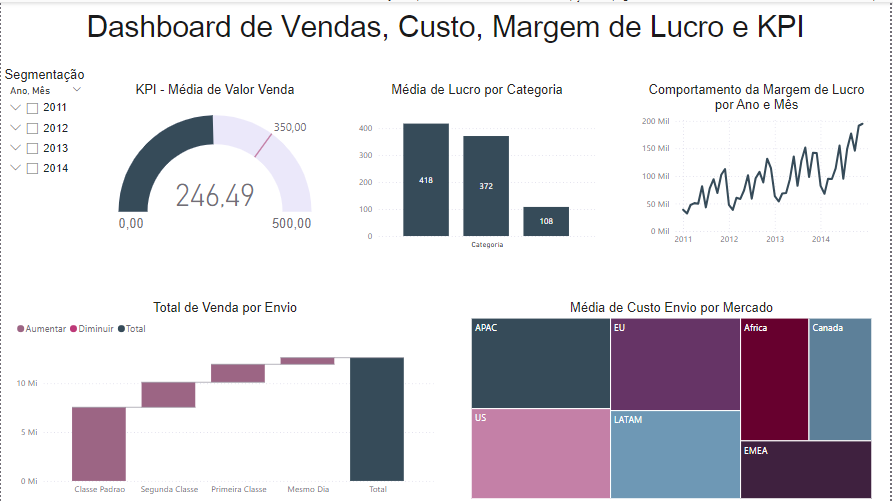 Dashboard de Vendas, Custo, Margem de Lucro e KPI
Segmentação
Ano, Mês
2011
2012
2013
2014
KPI - Média de Valor Venda
350,00
246,49
0,00
500,00
Média de Lucro por Categoria
400
300
200
100
0
418
372
108
Categoria
Comportamento da Margem de Lucro
por Ano e Mês
200 Mil
150 Mil
100 Mil
50 Mil
0 Mil
2011
2012
2013
2014
Total de Venda por Envio
Aumentar
Diminuir
Total
10 Mi
5 Mi
0 Mi
Classe Padrao
Segunda Classe
Primeira Classe
Mesmo Dia
Total
Média de Custo Envio por Mercado
APAC
EU
Africa
Canada
US
LATAM
EMEA